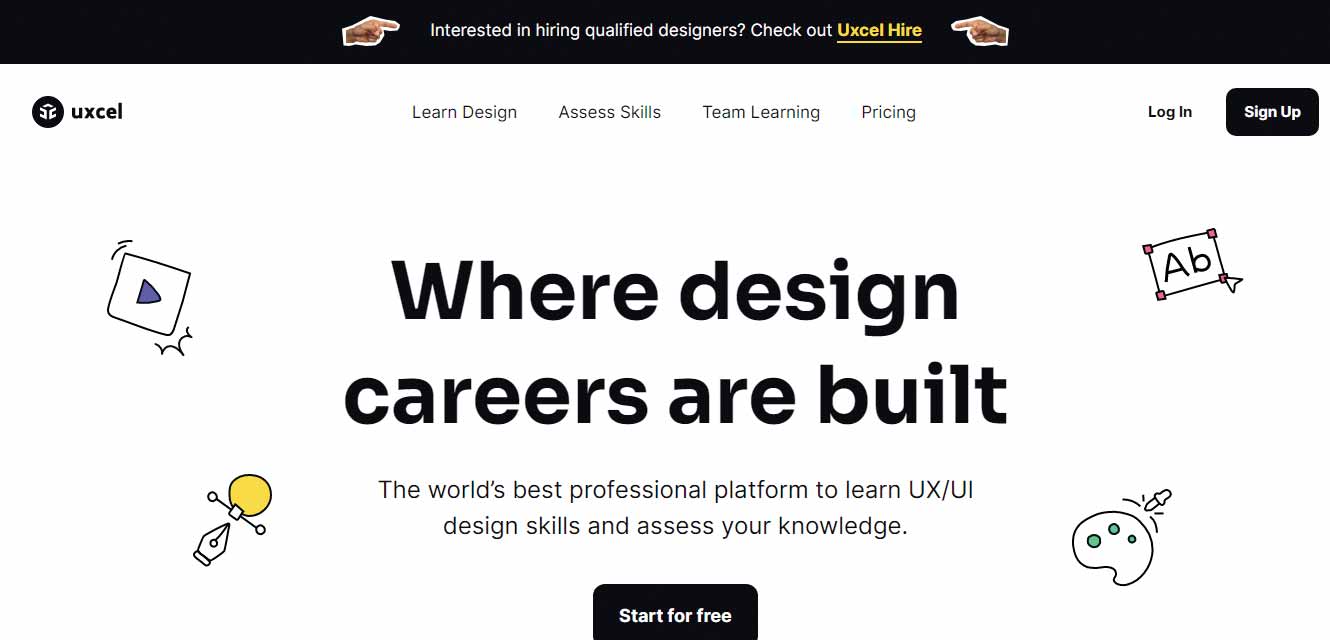 Interested in hiring qualified designers? Check out Uxcel Hire
uxcel
Learn Design
Assess Skills
Team Learning
Pricing
Log In
Sign Up
Where design
careers are built
Ab
The world’s best professional platform to learn UX/UI
design skills and assess your knowledge.
Start for free